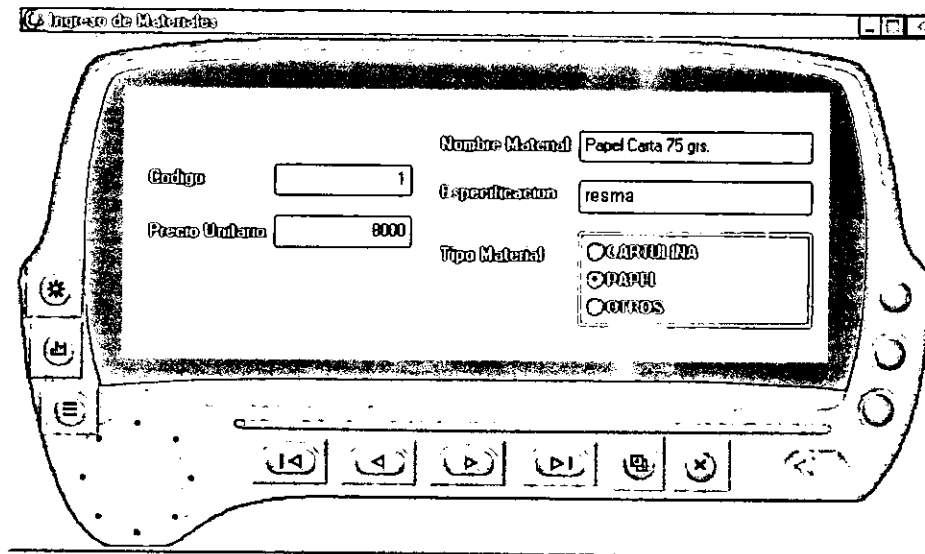 Ingreso de Materiales
Nombre Material Papel Carta 75 grs.
Codigo 1
Especificacion resma
Precio Unitario 8000
Tipo Material
CARTULINA
PAPEL
OTROS